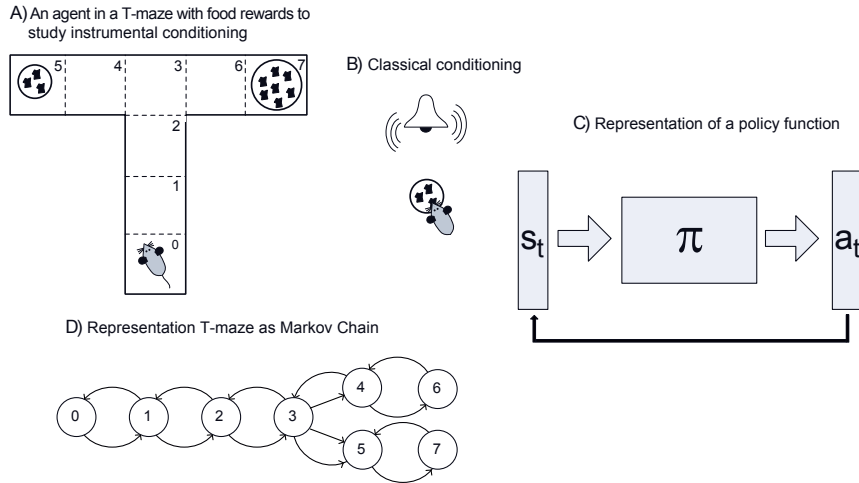 A) An agent in a T-maze with food rewards to
study instrumental conditioning
5 4 3 6 7
2
1
0
B) Classical conditioning
C) Representation of a policy function
st π at
D) Representation T-maze as Markov Chain
4 6
0 1 2 3
5 7